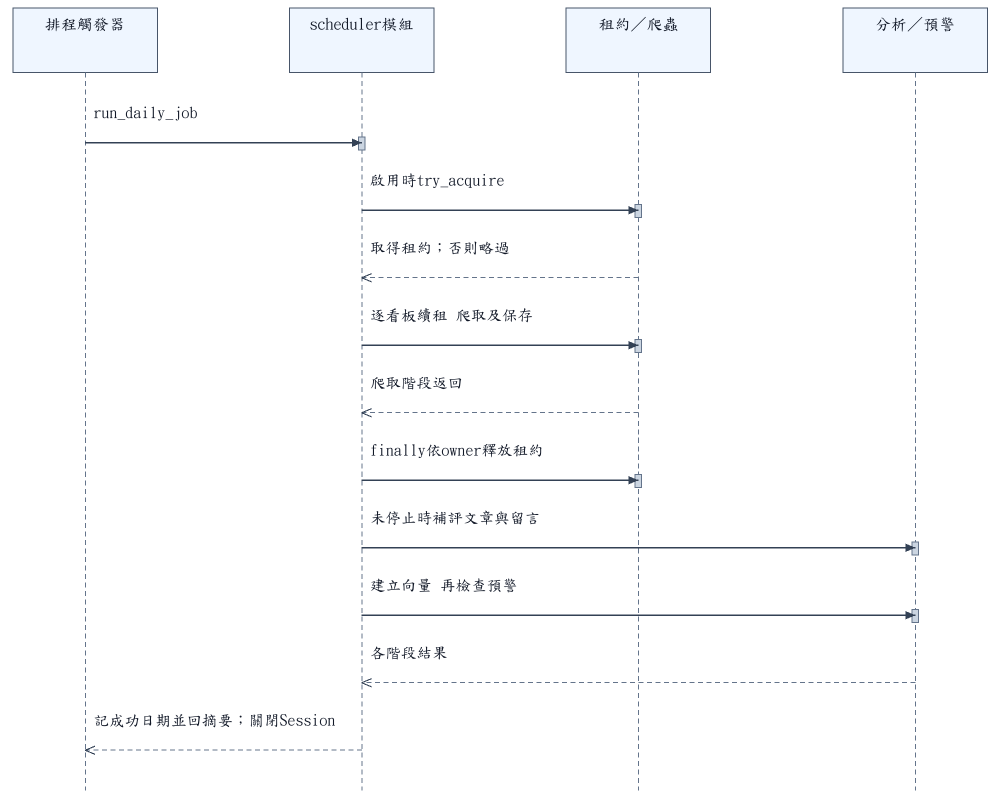 排程觸發器
scheduler模組
租約／爬蟲
分析／預警
run_daily_job
啟用時try_acquire
取得租約；否則略過
逐看板續租 爬取及保存
爬取階段返回
finally依owner釋放租約
未停止時補評文章與留言
建立向量 再檢查預警
各階段結果
記成功日期並回摘要；關閉Session